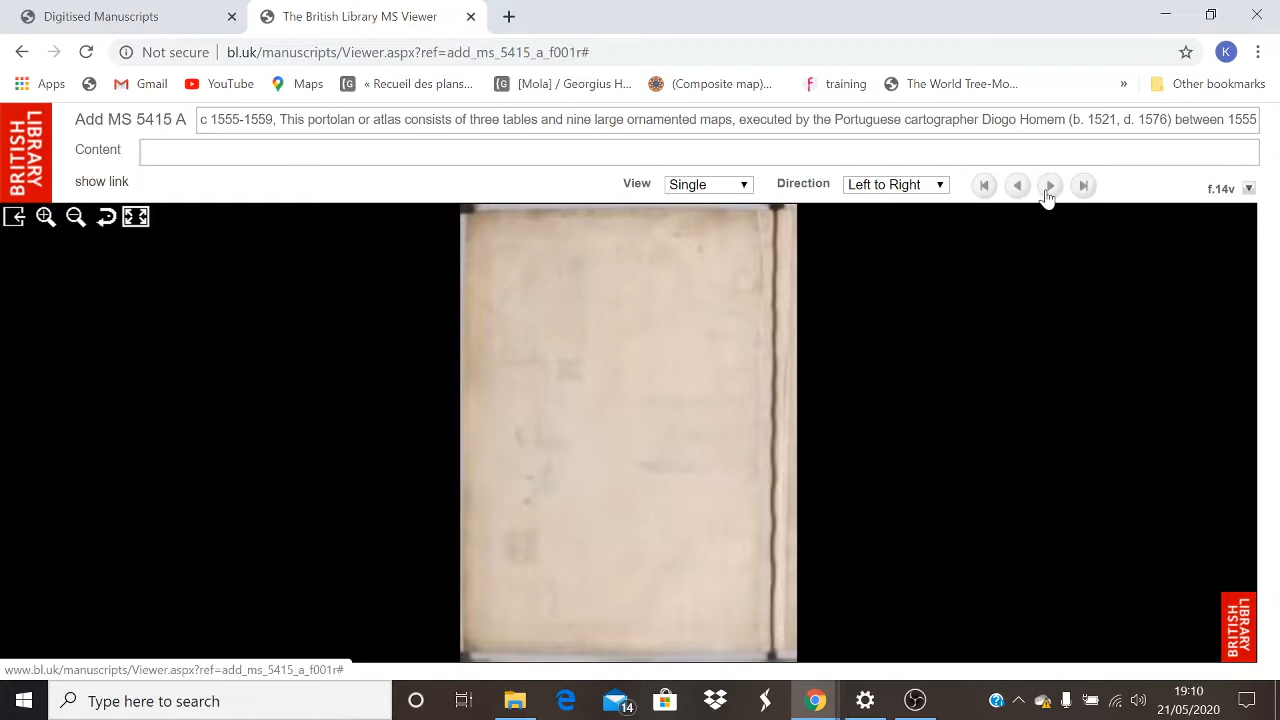 Digitised Manuscripts
The British Library MS Viewer
Not secure
bl.uk/manuscripts/Viewer.aspx?ref=add_ms_5415_a_f001r#
K
Apps
Gmail
YouTube
Maps
« Recueil des plans...
[Mola] / Georgius H...
(Composite map)...
training
The World Tree-Mo...
»
Other bookmarks
BRITISH
LIBRARY
Add MS 5415 A
c 1555-1559, This portolan or atlas consists of three tables and nine large ornamented maps, executed by the Portuguese cartographer Diogo Homem (b. 1521, d. 1576) between 1555
Content
show link
View
Single
Direction
Left to Right
f.14v
BRITISH
LIBRARY
www.bl.uk/manuscripts/Viewer.aspx?ref=add_ms_5415_a_f001r#
Type here to search
14
19:10
21/05/2020